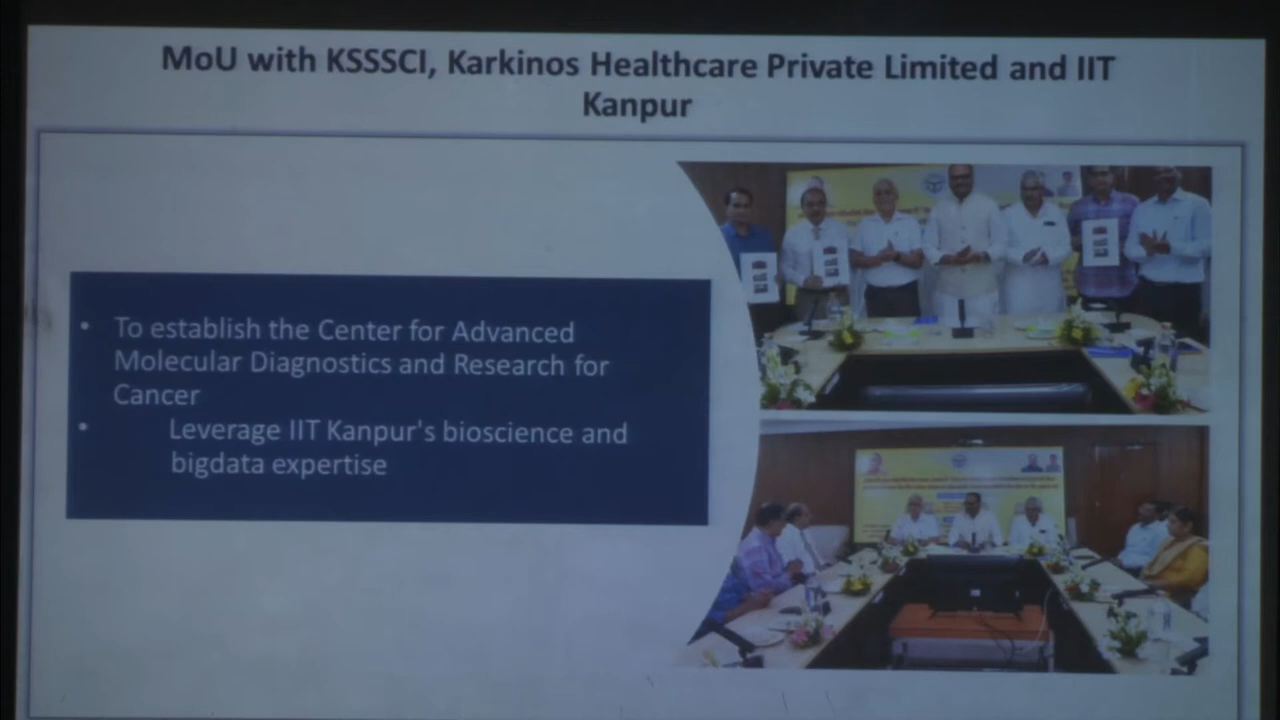 MoU with KSSSCI, Karkinos Healthcare Private Limited and IIT
Kanpur
• To establish the Center for Advanced
Molecular Diagnostics and Research for
Cancer
• Leverage IIT Kanpur's bioscience and
bigdata expertise